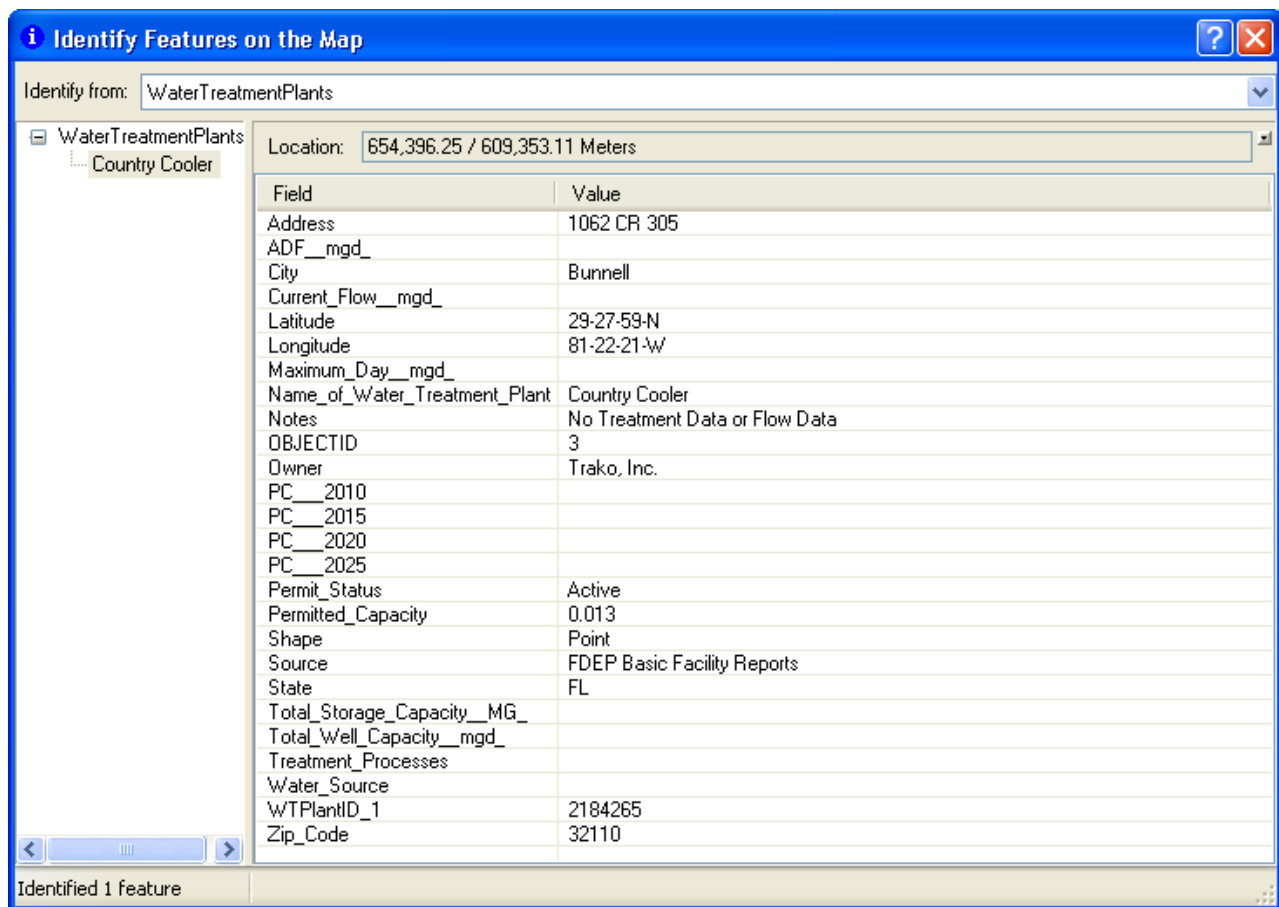 Identify Features on the Map
Identify from: WaterTreatmentPlants
WaterTreatmentPlants
Country Cooler
Location: 654,396.25 / 609,353.11 Meters
Field Value
Address 1062 CR 305
ADF__mgd_
City Bunnell
Current_Flow__mgd_
Latitude 29-27-59-N
Longitude 81-22-21-W
Maximum_Day__mgd_
Name_of_Water_Treatment_Plant Country Cooler
Notes No Treatment Data or Flow Data
OBJECTID 3
Owner Trako, Inc.
PC___2010
PC___2015
PC___2020
PC___2025
Permit_Status Active
Permitted_Capacity 0.013
Shape Point
Source FDEP Basic Facility Reports
State FL
Total_Storage_Capacity__MG_
Total_Well_Capacity__mgd_
Treatment_Processes
Water_Source
WTPlantID_1 2184265
Zip_Code 32110
Identified 1 feature